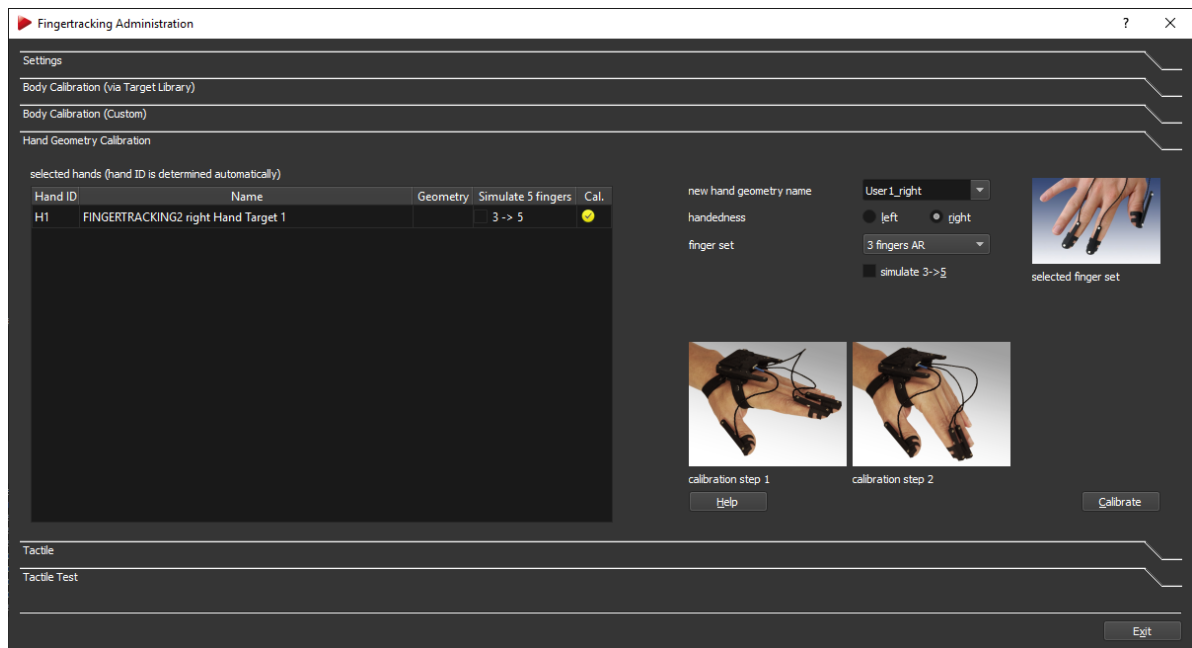 Fingertracking Administration
Settings
Body Calibration (via Target Library)
Body Calibration (Custom)
Hand Geometry Calibration
selected hands (hand ID is determined automatically)
Hand ID Name Geometry Simulate 5 fingers Cal.
H1 FINGERTRACKING2 right Hand Target 1 3 -> 5
new hand geometry name User1_right
handedness left right
finger set 3 fingers AR
simulate 3->5
selected finger set
calibration step 1 calibration step 2
Help Calibrate
Tactile
Tactile Test
Exit